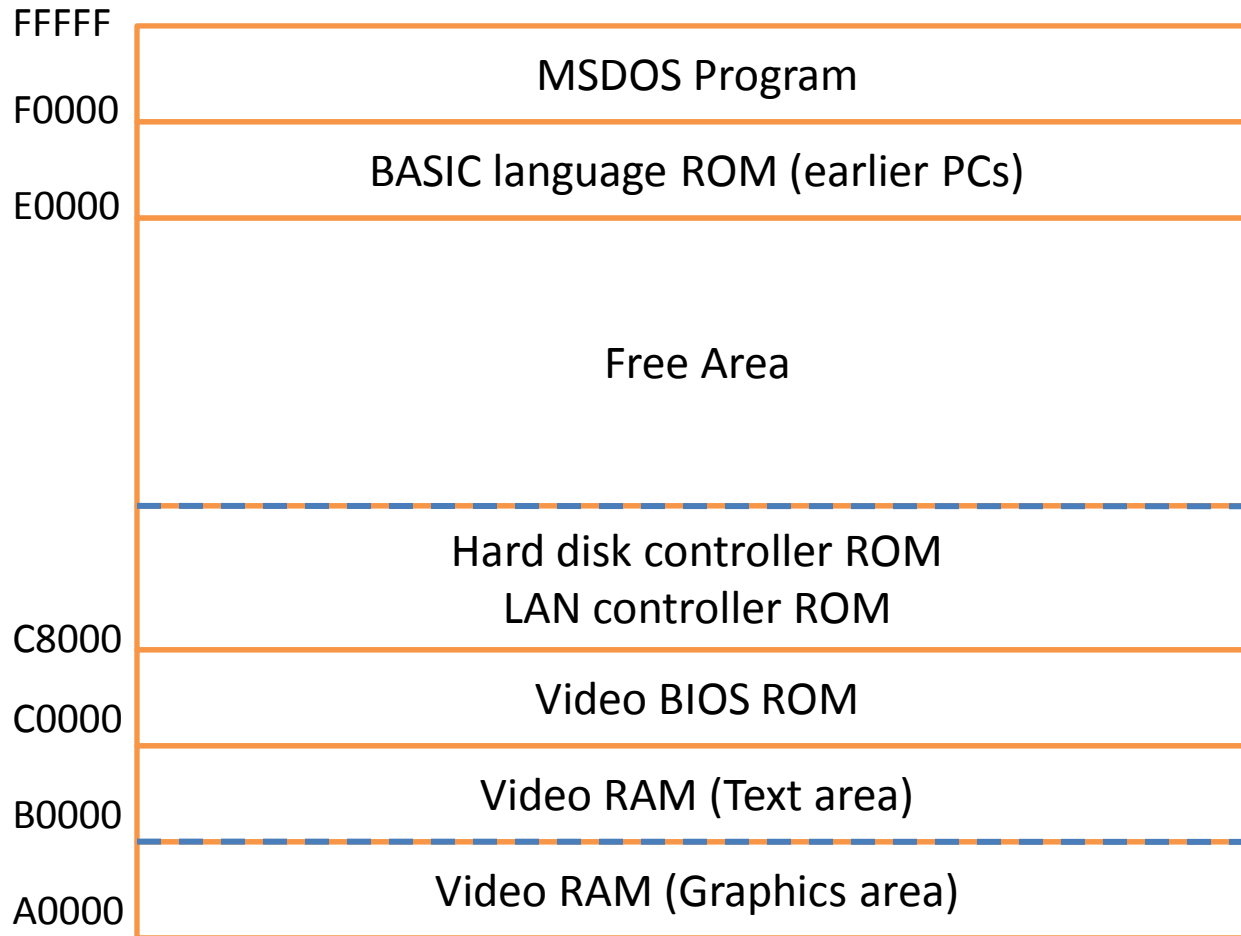 FFFFF
MSDOS Program
F0000
BASIC language ROM (earlier PCs)
E0000
Free Area
Hard disk controller ROM
LAN controller ROM
C8000
Video BIOS ROM
C0000
Video RAM (Text area)
B0000
Video RAM (Graphics area)
A0000